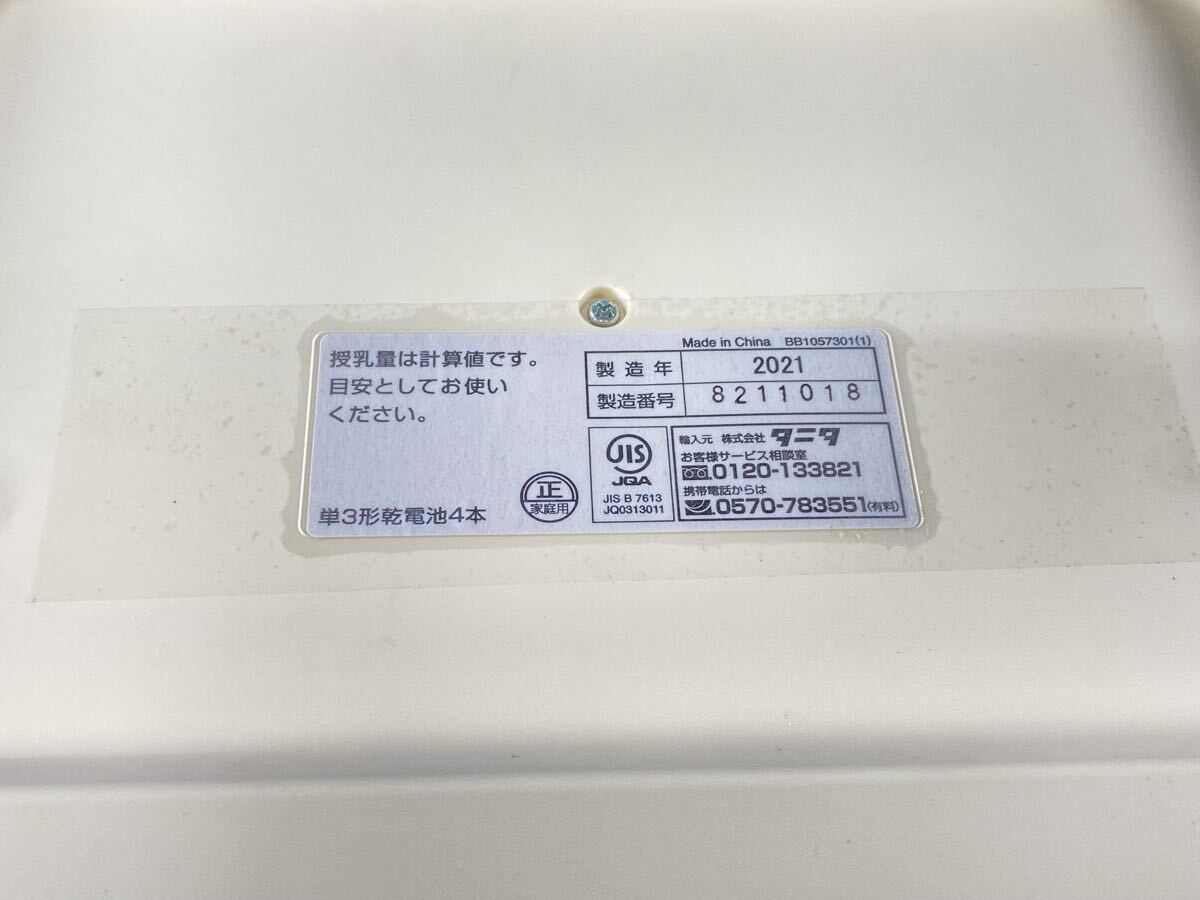 授乳量は計算値です。
目安としてお使い
ください。
単3形乾電池4本
正
家庭用
Made in China BB1057301(1)
製造年 2021
製造番号 8211018
JIS
JQA
JIS B 7613
JQ0313011
輸入元 株式会社 タニタ
お客様サービス相談室
0120-133821
携帯電話からは
0570-783551(有料)